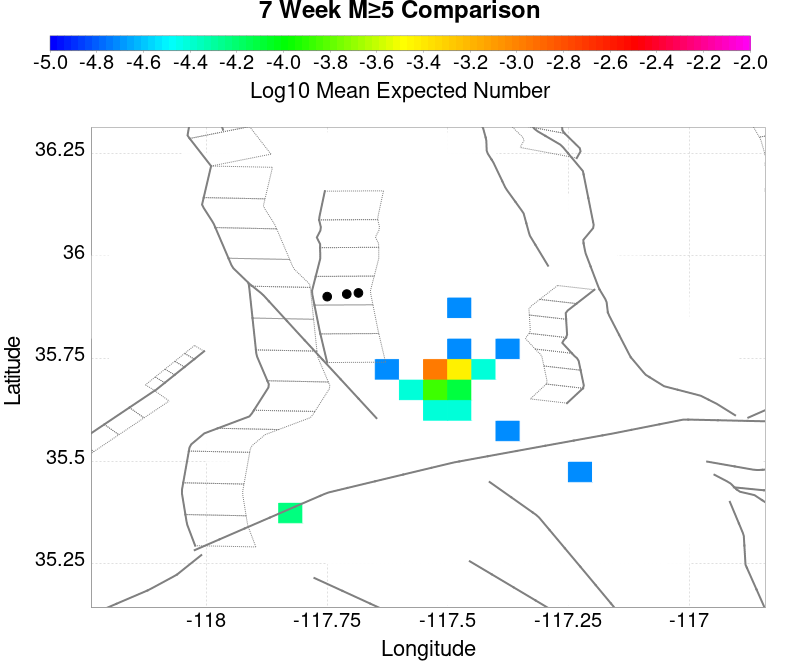 7 Week M≥5 Comparison
-5.0 -4.8 -4.6 -4.4 -4.2 -4.0 -3.8 -3.6 -3.4 -3.2 -3.0 -2.8 -2.6 -2.4 -2.2 -2.0
Log10 Mean Expected Number
36.25
36
35.75
35.5
35.25
Latitude
-118 -117.75 -117.5 -117.25 -117
Longitude